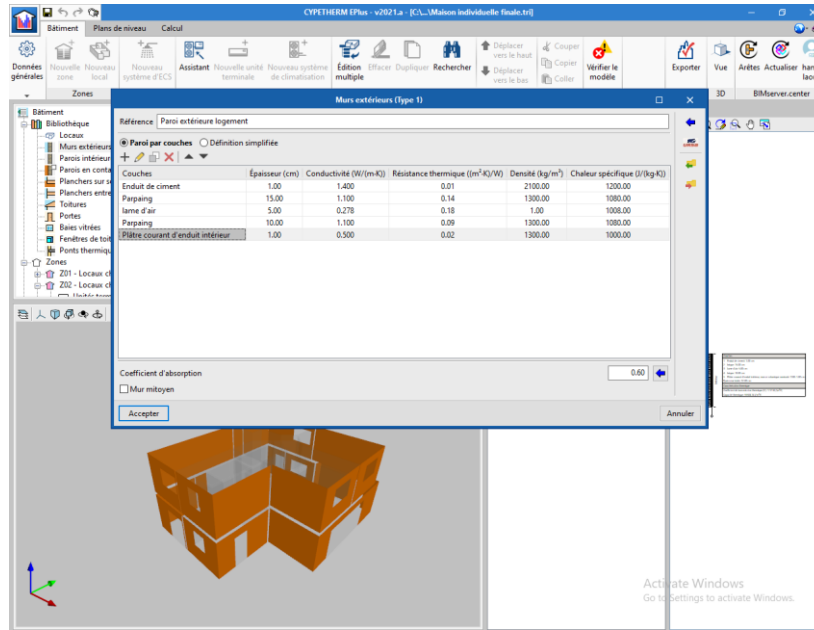 CYPETHERM EPlus - v2021.a - [C:\...\Maison individuelle finale.tri]
Bâtiment Plans de niveau Calcul
Données générales
Nouvelle zone
Nouveau local
Nouveau système d'ECS
Assistant
Nouvelle unité terminale
Nouveau système de climatisation
Édition multiple
Effacer
Dupliquer
Rechercher
Déplacer vers le haut
Déplacer vers le bas
Couper
Copier
Coller
Vérifier le modèle
Exporter
Vue
Arêtes
Actualiser
Zones
3D
BIMserver.center
Bâtiment
Bibliothèque
Locaux
Murs extérieurs
Parois intérieur
Parois en conta
Planchers sur s
Planchers entre
Toitures
Portes
Baies vitrées
Fenêtres de toit
Ponts thermiqu
Zones
Z01 - Locaux ch
Z02 - Locaux ch
Murs extérieurs (Type 1)
Référence Paroi extérieure logement
Paroi par couches Définition simplifiée
Couches Épaisseur (cm) Conductivité (W/(m·K)) Résistance thermique ((m²·K)/W) Densité (kg/m³) Chaleur spécifique (J/(kg·K))
Enduit de ciment 1.00 1.400 0.01 2100.00 1200.00
Parpaing 15.00 1.100 0.14 1300.00 1080.00
lame d'air 5.00 0.278 0.18 1.00 1008.00
Parpaing 10.00 1.100 0.09 1300.00 1080.00
Plâtre courant d'enduit intérieur 1.00 0.500 0.02 1300.00 1000.00
Coefficient d'absorption 0.60
Mur mitoyen
Accepter Annuler
Activate Windows
Go to Settings to activate Windows.